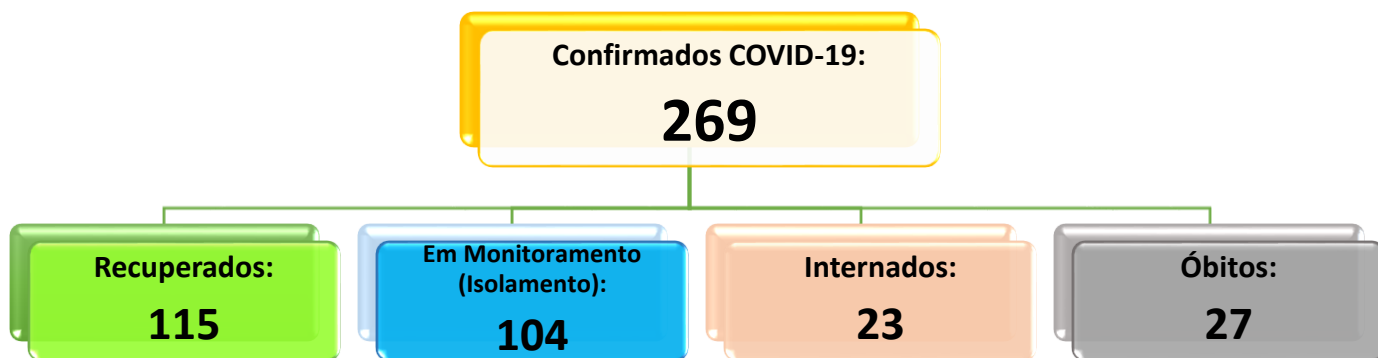 Confirmados COVID-19:
269
Recuperados:
115
Em Monitoramento
(Isolamento):
104
Internados:
23
Óbitos:
27